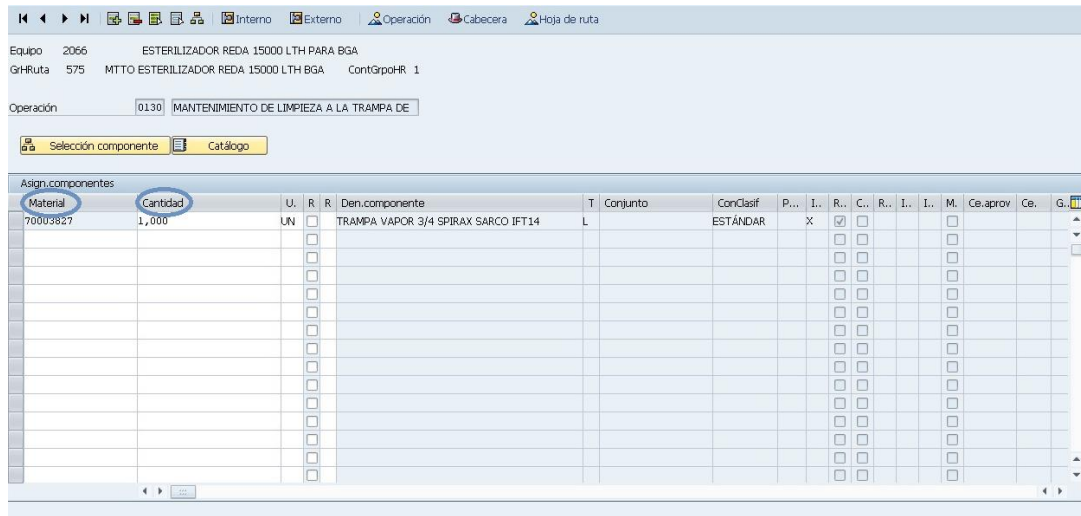 Interno Externo Operación Cabecera Hoja de ruta
Equipo 2066 ESTERILIZADOR REDA 15000 LTH PARA BGA
GrHRuta 575 MTTO ESTERILIZADOR REDA 15000 LTH BGA ContGrpoHR 1
Operación 0130 MANTENIMIENTO DE LIMPIEZA A LA TRAMPA DE
Selección componente Catálogo
Asign.componentes
Material Cantidad U. R R Den.componente T Conjunto ConClasif P... I.. R... C.. R.. I.. I.. M. Ce.aprov Ce. G..
70003827 1,000 UN TRAMPA VAPOR 3/4 SPIRAX SARCO IFT14 L ESTÁNDAR X